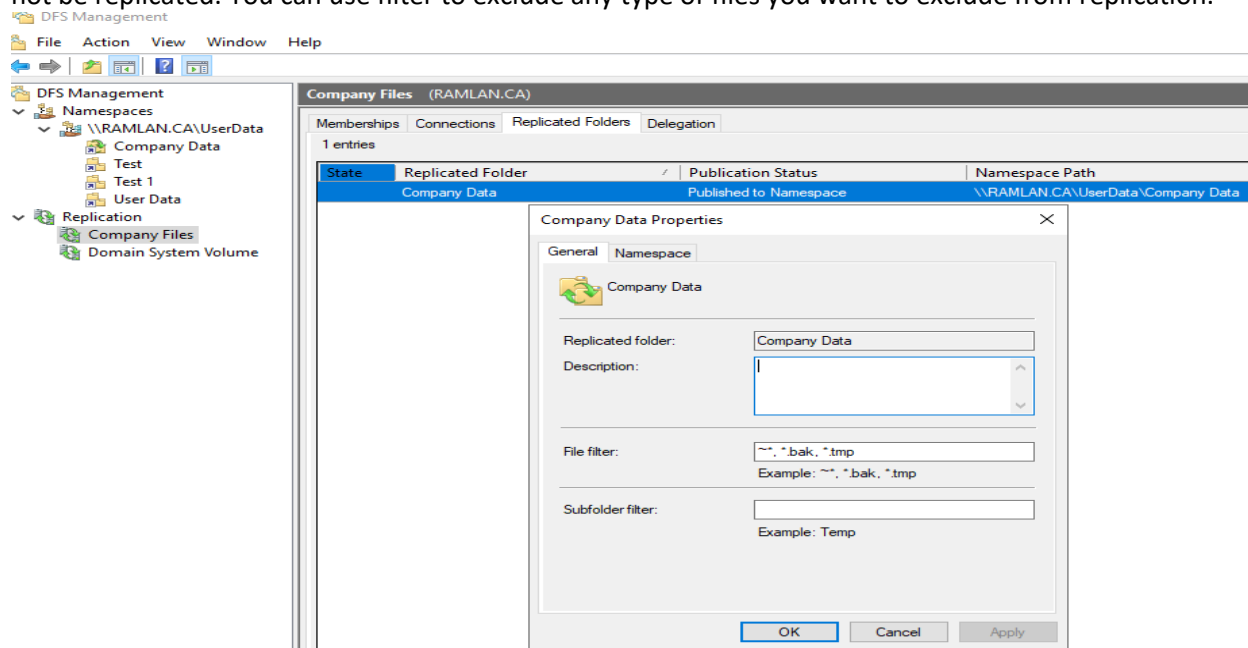 not be replicated. You can use filter to exclude any type of files you want to exclude from replication.
DFS Management
File Action View Window Help
DFS Management
Namespaces
\\RAMLAN.CA\UserData
Company Data
Test
Test 1
User Data
Replication
Company Files
Domain System Volume
Company Files (RAMLAN.CA)
Memberships Connections Replicated Folders Delegation
1 entries
State Replicated Folder Publication Status Namespace Path
Company Data Published to Namespace \\RAMLAN.CA\UserData\Company Data
Company Data Properties
General Namespace
Company Data
Replicated folder: Company Data
Description:
File filter: ~*, *.bak, *.tmp
Example: ~*, *.bak, *.tmp
Subfolder filter:
Example: Temp
OK Cancel Apply